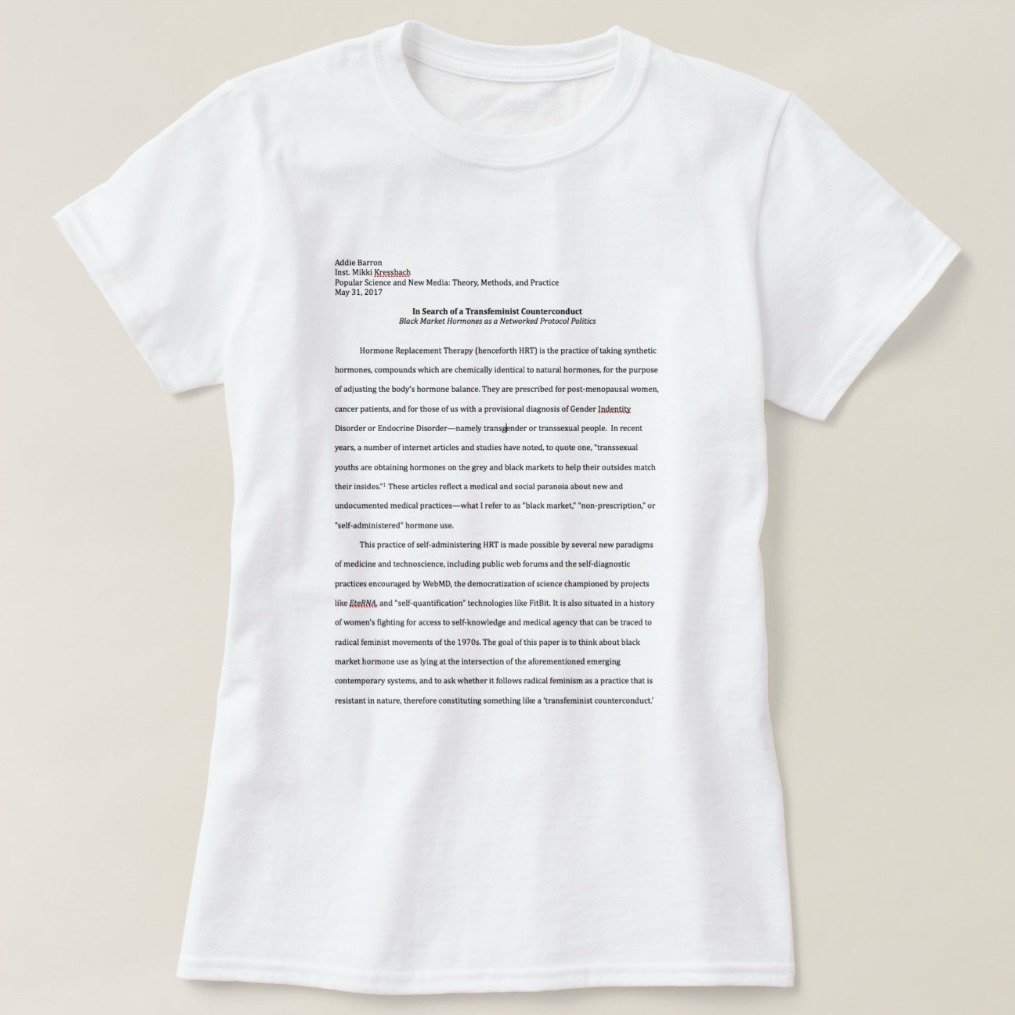 Addie Barron
Inst. Mikki Kressbach
Popular Science and New Media: Theory, Methods, and Practice
May 31, 2017
In Search of a Transfeminist Counterconduct
Black Market Hormones as a Networked Protocol Politics
Hormone Replacement Therapy (henceforth HRT) is the practice of taking synthetic
hormones, compounds which are chemically identical to natural hormones, for the purpose
of adjusting the body's hormone balance. They are prescribed for post-menopausal women,
cancer patients, and for those of us with a provisional diagnosis of Gender Indentity
Disorder or Endocrine Disorder—namely transgender or transsexual people. In recent
years, a number of internet articles and studies have noted, to quote one, "transsexual
youths are obtaining hormones on the grey and black markets to help their outsides match
their insides."1 These articles reflect a medical and social paranoia about new and
undocumented medical practices—what I refer to as "black market," "non-prescription," or
"self-administered" hormone use.
This practice of self-administering HRT is made possible by several new paradigms
of medicine and technoscience, including public web forums and the self-diagnostic
practices encouraged by WebMD, the democratization of science championed by projects
like EteRNA, and "self-quantification" technologies like FitBit. It is also situated in a history
of women's fighting for access to self-knowledge and medical agency that can be traced to
radical feminist movements of the 1970s. The goal of this paper is to think about black
market hormone use as lying at the intersection of the aforementioned emerging
contemporary systems, and to ask whether it follows radical feminism as a practice that is
resistant in nature, therefore constituting something like a 'transfeminist counterconduct.'